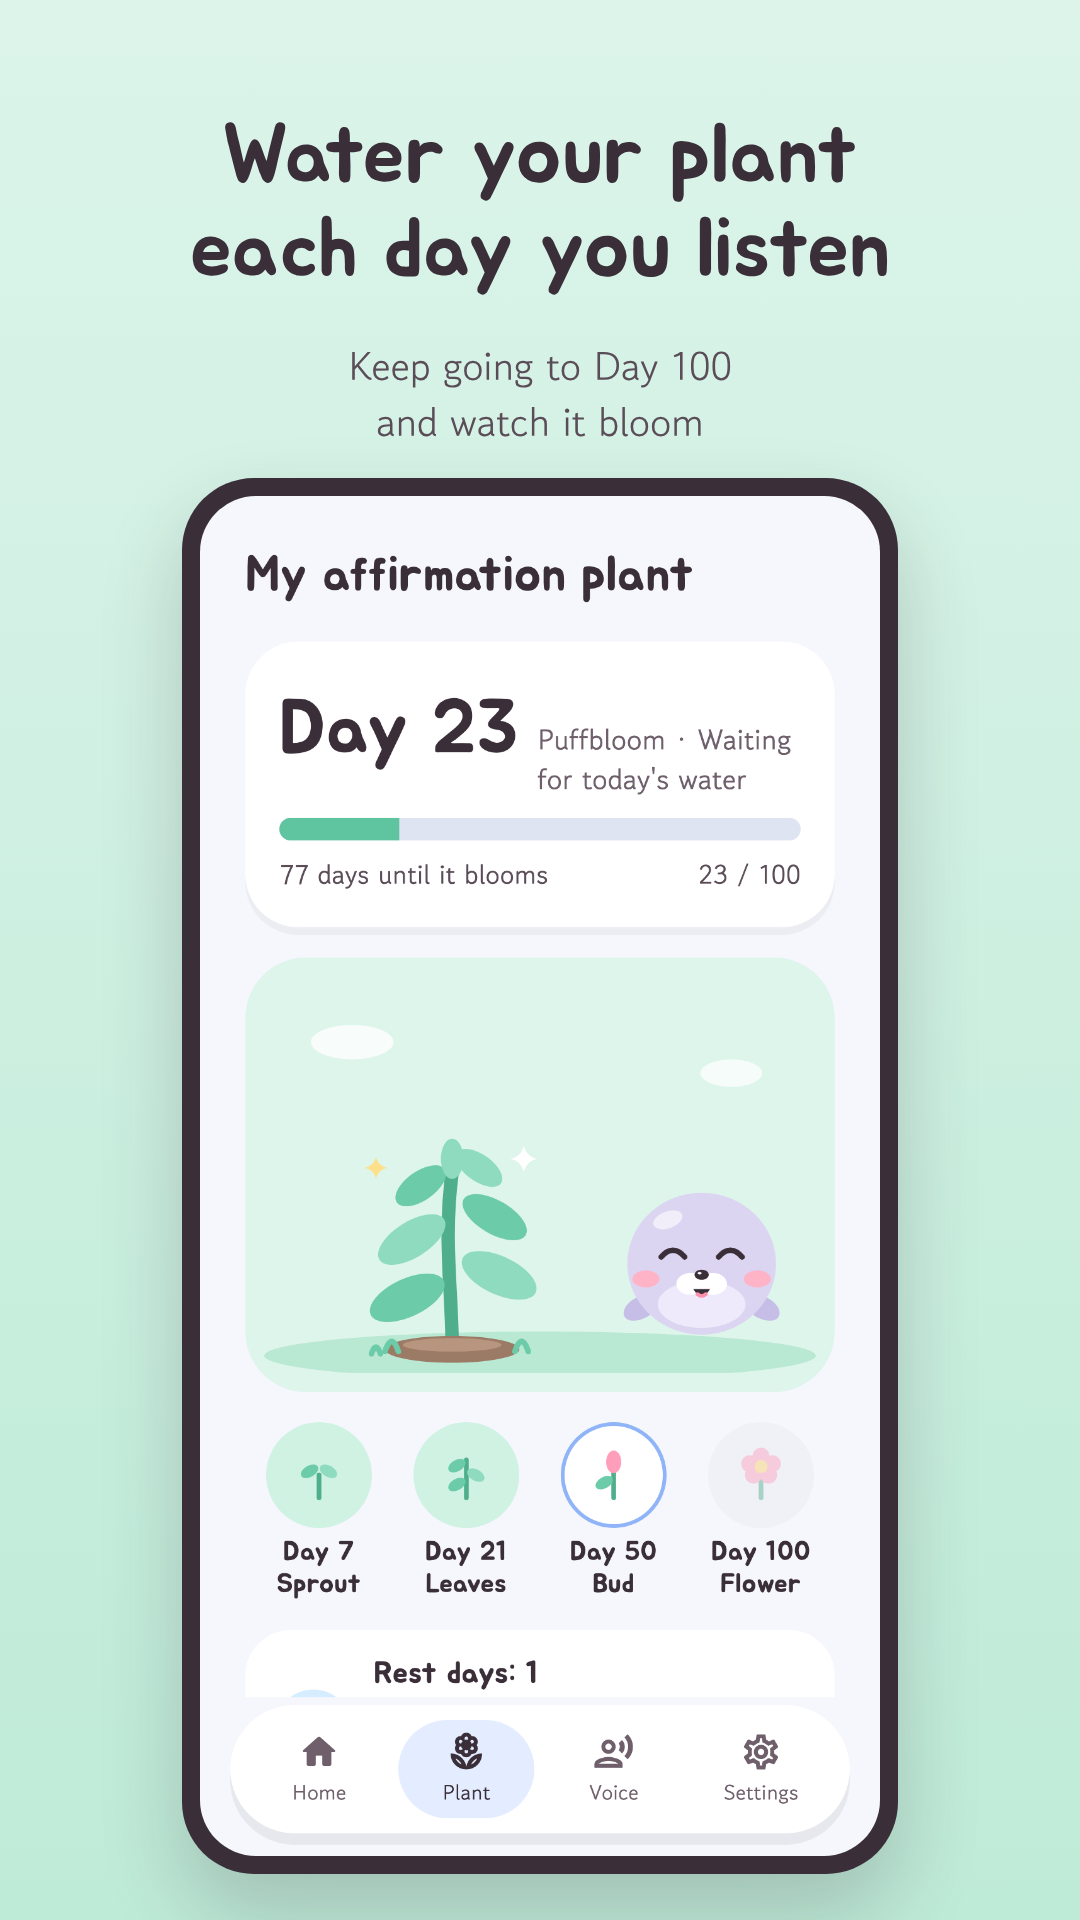 Water your plant
each day you listen
Keep going to Day 100
and watch it bloom
My affirmation plant
Day 23
Puffbloom · Waiting
for today's water
77 days until it blooms
23 / 100
Day 7
Sprout
Day 21
Leaves
Day 50
Bud
Day 100
Flower
Rest days: 1
Home
Plant
Voice
Settings